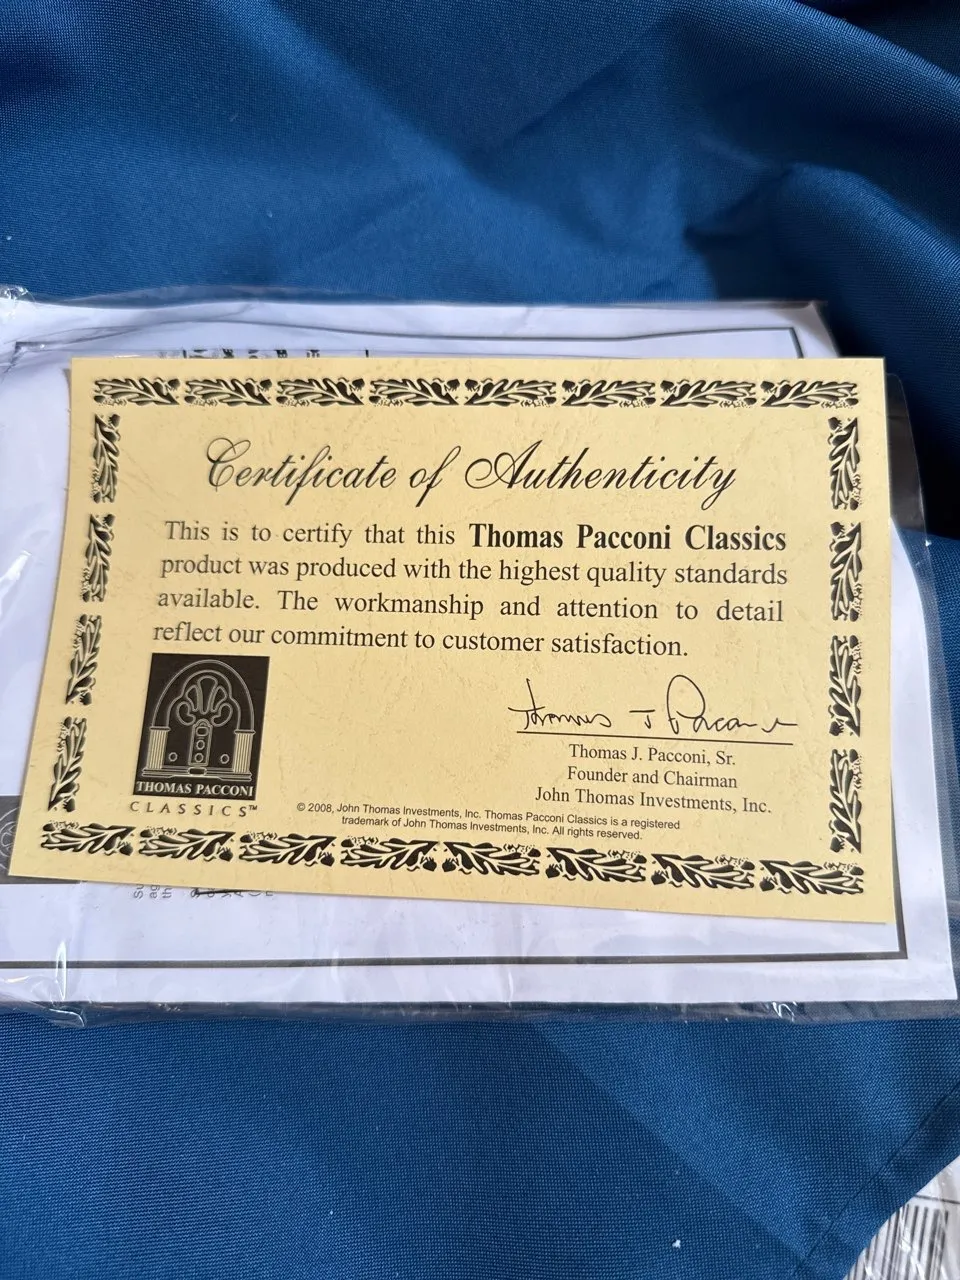 Certificate of Authenticity
This is to certify that this Thomas Pacconi Classics
product was produced with the highest quality standards
available. The workmanship and attention to detail
reflect our commitment to customer satisfaction.
Thomas J Pacconi
Thomas J. Pacconi, Sr.
Founder and Chairman
John Thomas Investments, Inc.
THOMAS PACCONI
CLASSICS™
© 2008, John Thomas Investments, Inc. Thomas Pacconi Classics is a registered
trademark of John Thomas Investments, Inc. All rights reserved.